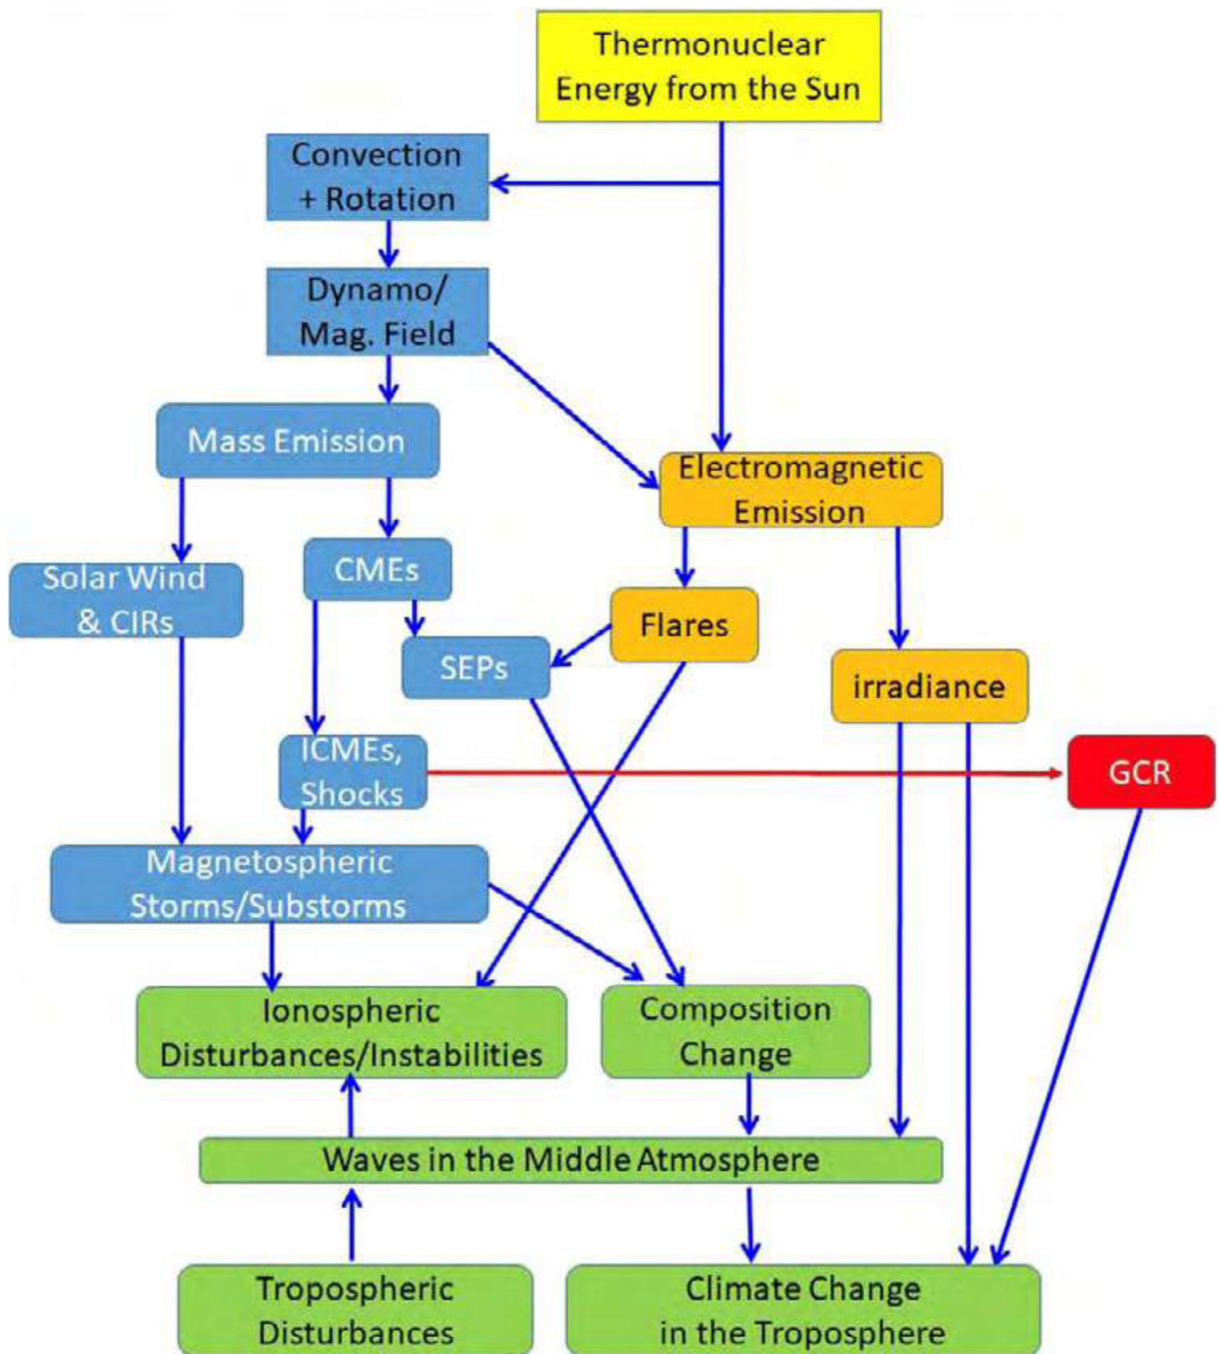 Thermonuclear
Energy from the Sun
Convection
+ Rotation
Dynamo/
Mag. Field
Mass Emission
Electromagnetic
Emission
Solar Wind
& CIRs
CMEs
Flares
SEPs
irradiance
ICMEs,
Shocks
GCR
Magnetospheric
Storms/Substorms
Ionospheric
Disturbances/Instabilities
Composition
Change
Waves in the Middle Atmosphere
Tropospheric
Disturbances
Climate Change
in the Troposphere